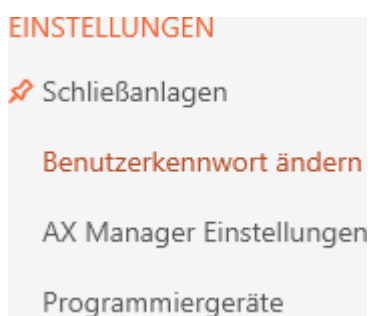 EINSTELLUNGEN
Schließanlagen
Benutzerkennwort ändern
AX Manager Einstellungen
Programmiergeräte